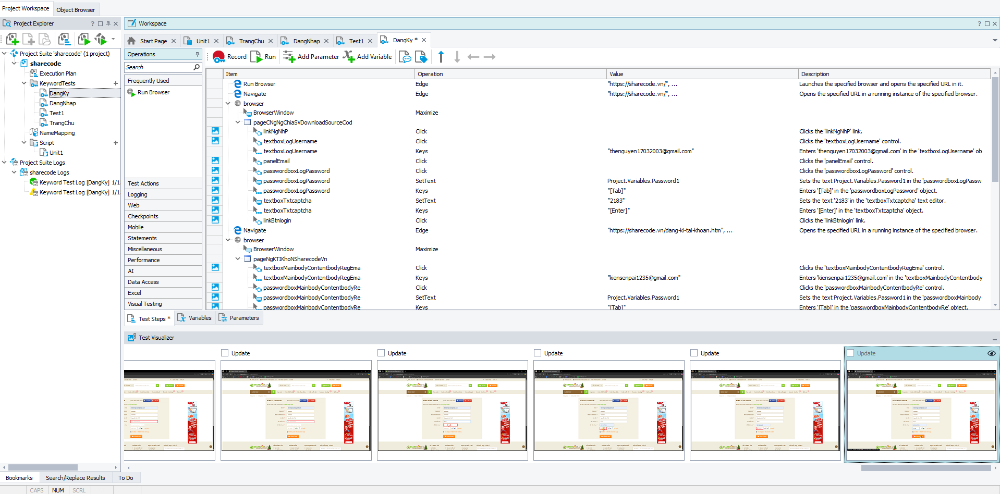 Project Workspace
Object Browser
Project Explorer
?
Workspace
?
Start Page
Unit1
TrangChu
DangNhap
Test1
DangKy *
Project Suite 'sharecode' (1 project)
sharecode
Execution Plan
KeywordTests
DangKy
DangNhap
Test1
TrangChu
NameMapping
Script
Unit1
Project Suite Logs
sharecode Logs
Keyword Test Log [DangKy] 1/1
Keyword Test Log [DangKy] 1/1
Operations
Search
Frequently Used
Run Browser
Test Actions
Logging
Web
Checkpoints
Mobile
Statements
Miscellaneous
Performance
AI
Data Access
Excel
Visual Testing
Record
Run
Add Parameter
Add Variable
Item Operation Value Description
Run Browser Edge "https://sharecode.vn/", ... Launches the specified browser and opens the specified URL in it.
Navigate Edge "https://sharecode.vn/", ... Opens the specified URL in a running instance of the specified browser.
browser
BrowserWindow Maximize
pageCNgNgChiaSVDownloadSourceCod
linkNgNhP Click Clicks the 'linkNgNhP' link.
textboxLogUsername Click Clicks the 'textboxLogUsername' control.
textboxLogUsername Keys "thenguyen17032003@gmail.com" Enters 'thenguyen17032003@gmail.com' in the 'textboxLogUsername' ob
panelEmail Click Clicks the 'panelEmail' control.
passwordboxLogPassword Click Clicks the 'passwordboxLogPassword' control.
passwordboxLogPassword SetText Project.Variables.Password1 Sets the text Project.Variables.Password1 in the 'passwordboxLogPassw
passwordboxLogPassword Keys "[Tab]" Enters '[Tab]' in the 'passwordboxLogPassword' object.
textboxTxtcaptcha SetText "2183" Sets the text '2183' in the 'textboxTxtcaptcha' text editor.
textboxTxtcaptcha Keys "[Enter]" Enters '[Enter]' in the 'textboxTxtcaptcha' object.
linkBtnlogin Click Clicks the 'linkBtnlogin' link.
Navigate Edge "https://sharecode.vn/dang-ki-tai-khoan.htm", ... Opens the specified URL in a running instance of the specified browser.
browser
BrowserWindow Maximize
pageNgKTIKhoNSharecodeVn
textboxMainbodyContentbodyRegEma Click Clicks the 'textboxMainbodyContentbodyRegEma' control.
textboxMainbodyContentbodyRegEma Keys "kiensenpai1235@gmail.com" Enters 'kiensenpai1235@gmail.com' in the 'textboxMainbodyContentbody
passwordboxMainbodyContentbodyRe Click Clicks the 'passwordboxMainbodyContentbodyRe' control.
passwordboxMainbodyContentbodyRe SetText Project.Variables.Password1 Sets the text Project.Variables.Password1 in the 'passwordboxMainbody
passwordboxMainbodyContentbodyRe Keys "[Tab]" Enters '[Tab]' in the 'passwordboxMainbodyContentbodyRe' object.
Test Steps *
Variables
Parameters
Test Visualizer
Update
Update
Update
Update
Update
Bookmarks
Search/Replace Results
To Do
CAPS
NUM
SCRL